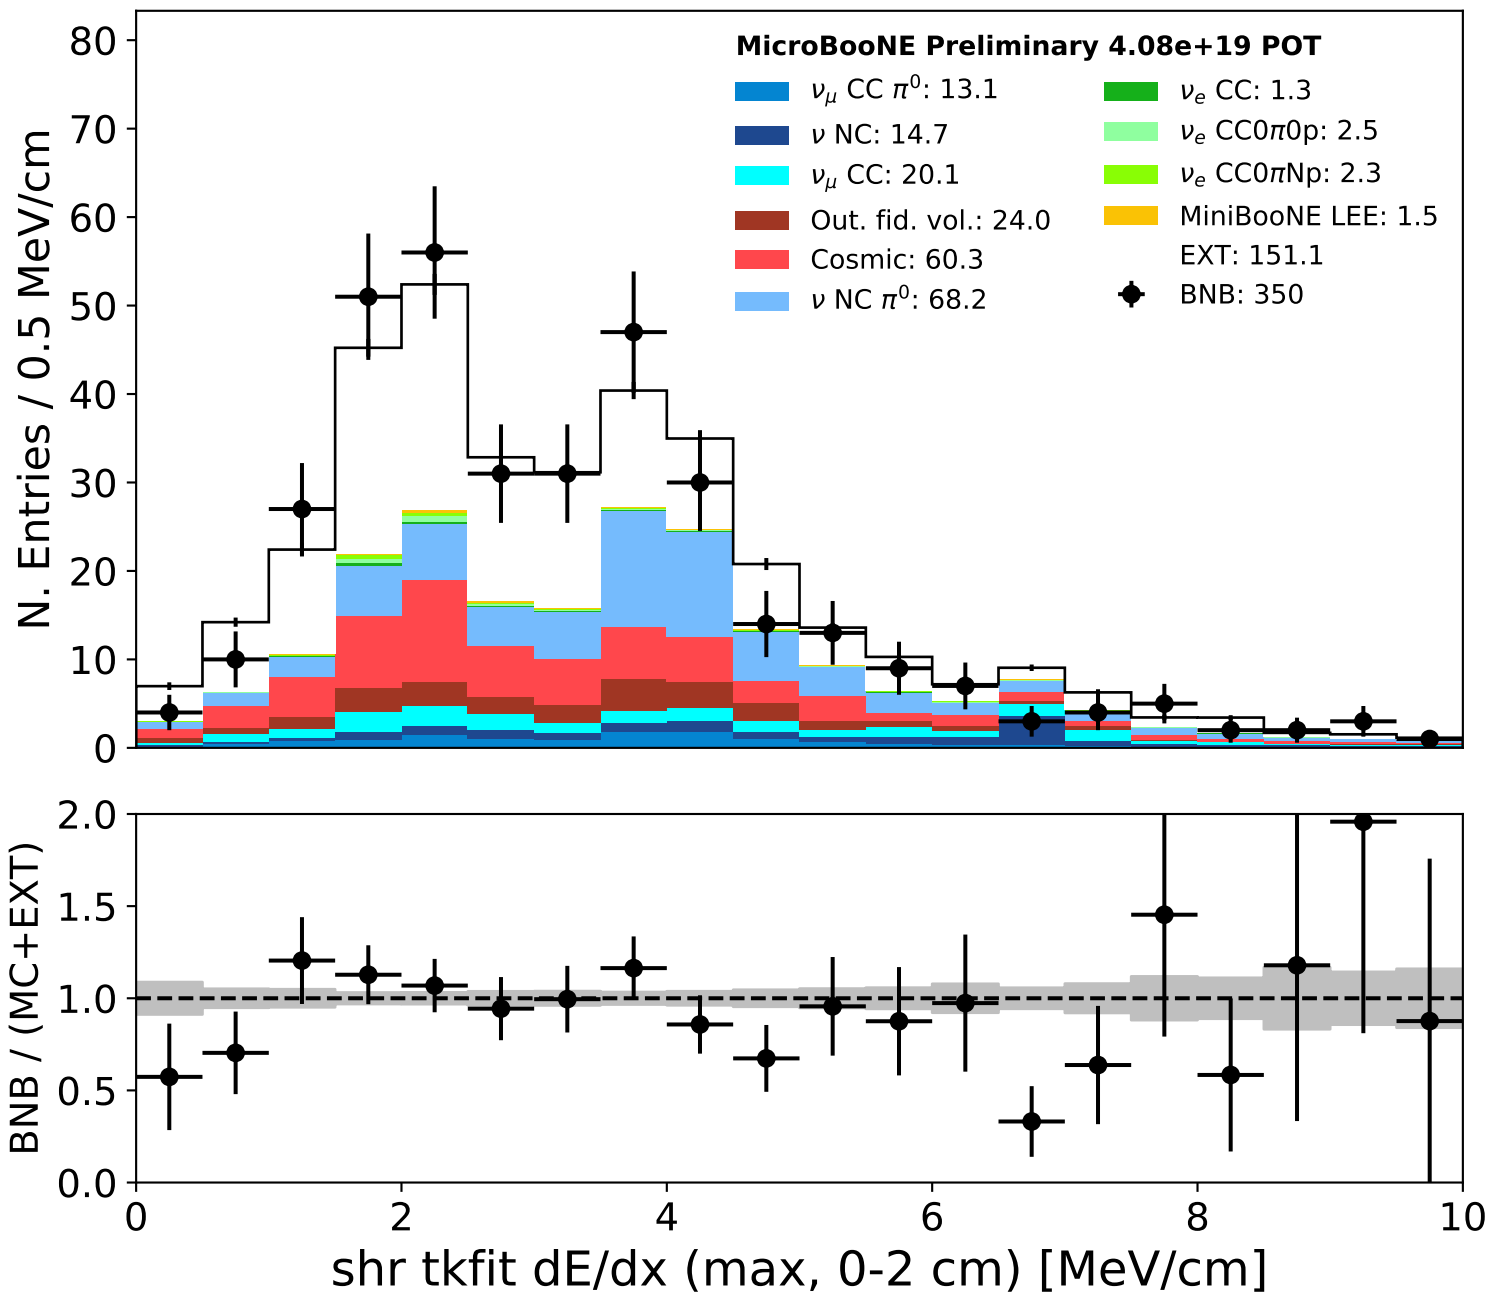 MicroBooNE Preliminary 4.08e+19 POT
ν_μ CC π⁰: 13.1
ν NC: 14.7
ν_μ CC: 20.1
Out. fid. vol.: 24.0
Cosmic: 60.3
ν NC π⁰: 68.2
ν_e CC: 1.3
ν_e CC0π0p: 2.5
ν_e CC0πNp: 2.3
MiniBooNE LEE: 1.5
EXT: 151.1
BNB: 350
N. Entries / 0.5 MeV/cm
80
70
60
50
40
30
20
10
0
BNB / (MC+EXT)
2.0
1.5
1.0
0.5
0.0
0 2 4 6 8 10
shr tkfit dE/dx (max, 0-2 cm) [MeV/cm]